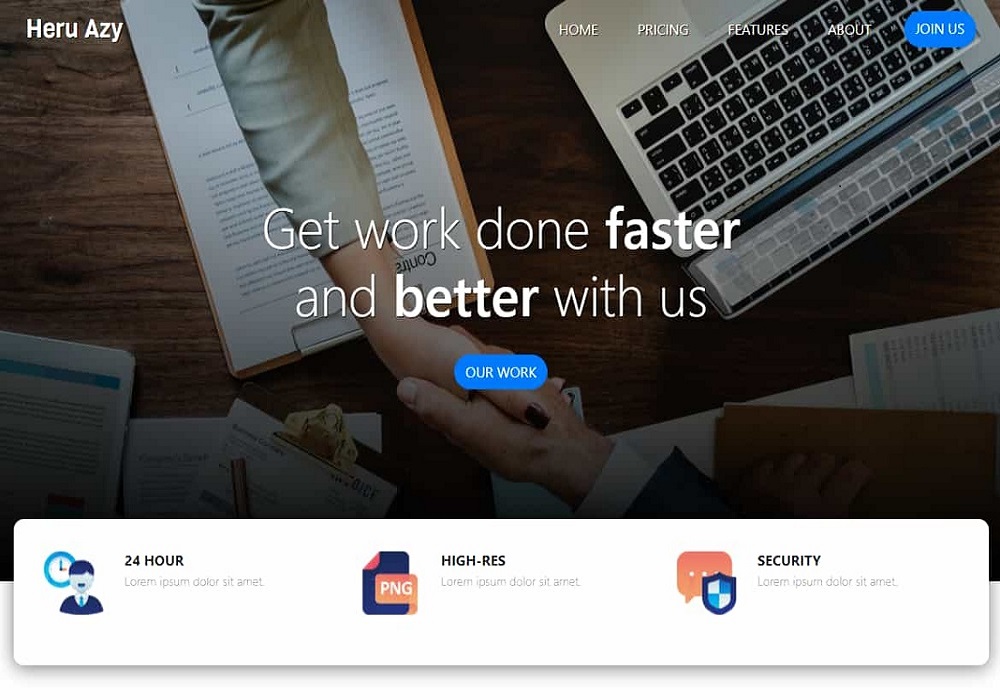 Heru Azy
HOME PRICING FEATURES ABOUT JOIN US
Contra
Get work done faster
and better with us
OUR WORK
OICE
24 HOUR
Lorem ipsum dolor sit amet.
PNG
HIGH-RES
Lorem ipsum dolor sit amet.
SECURITY
Lorem ipsum dolor sit amet.